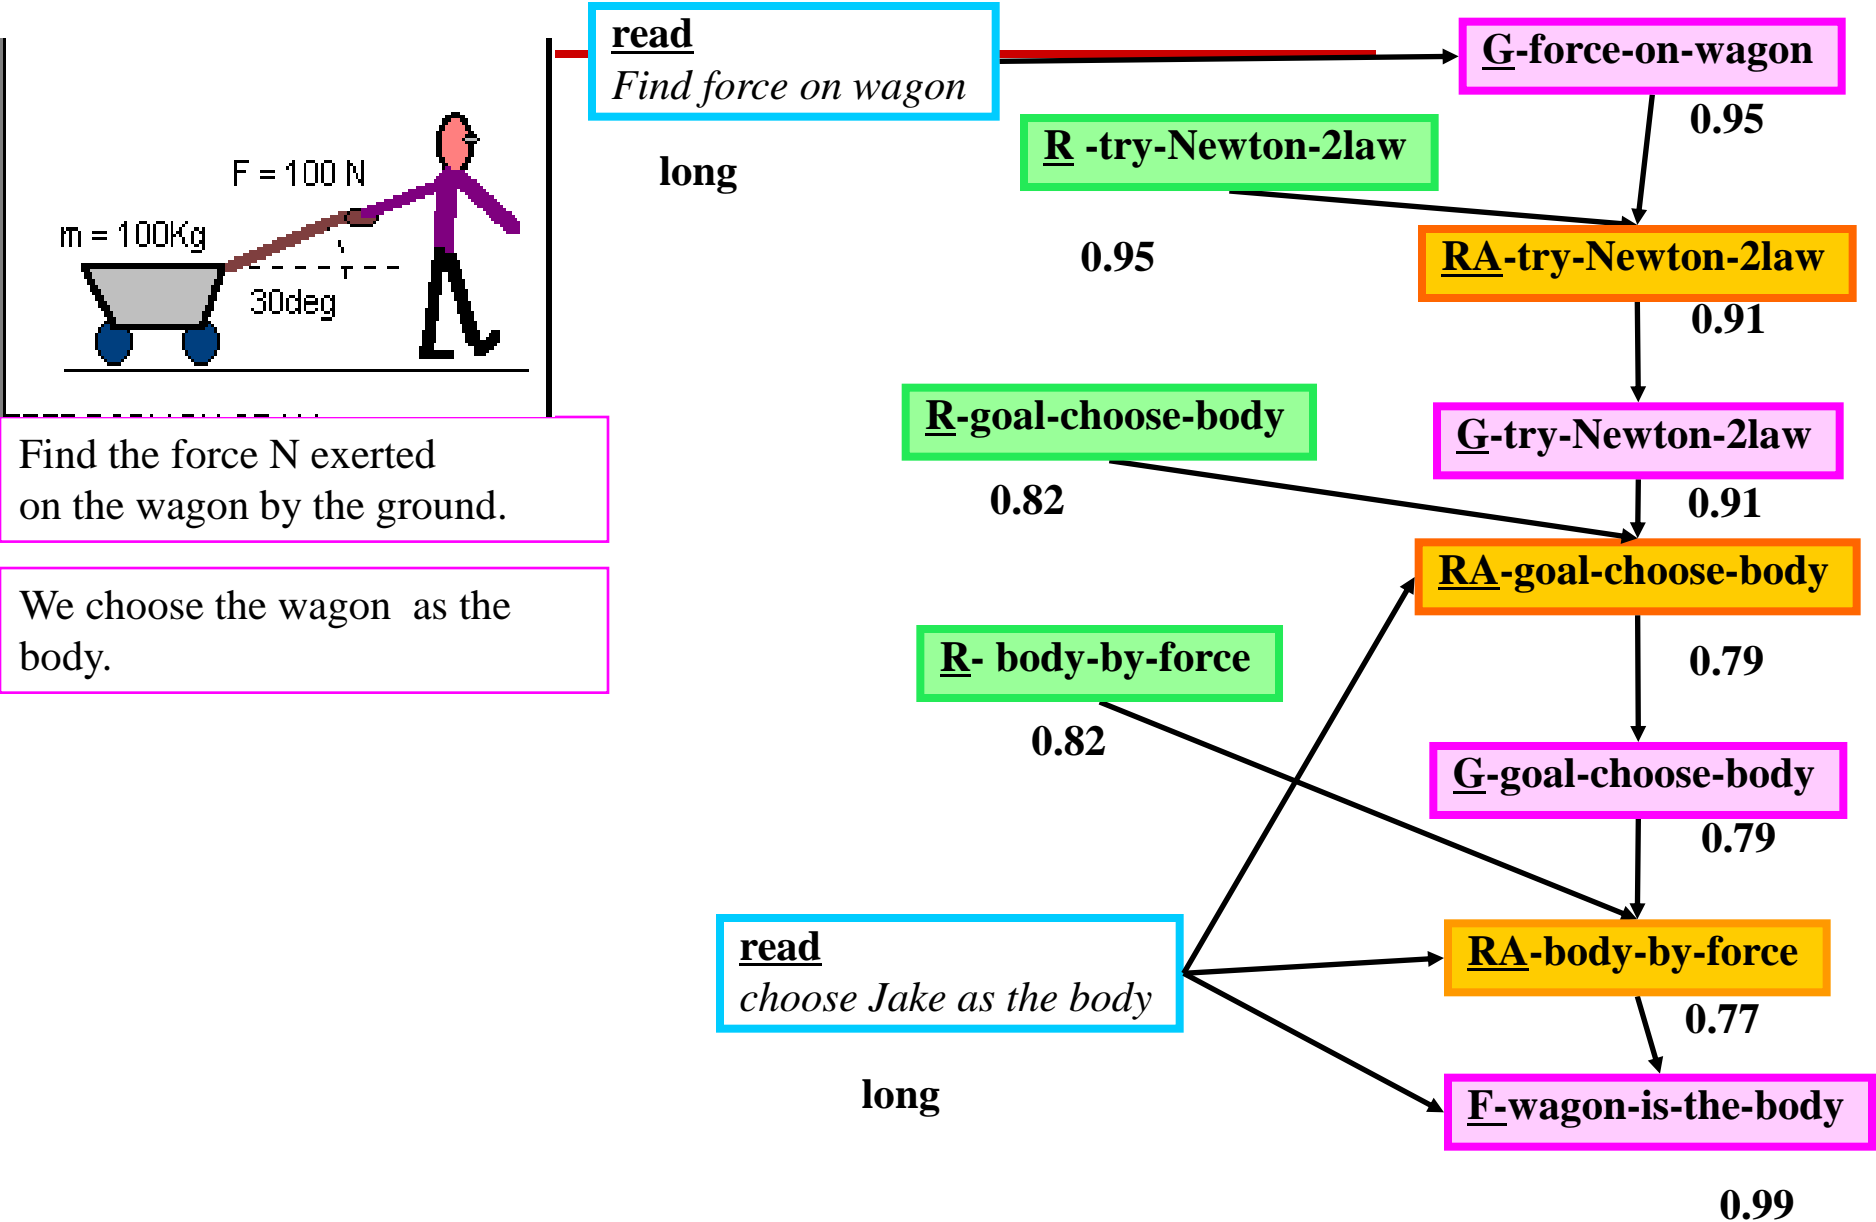 read
Find force on wagon
G-force-on-wagon
0.95
R -try-Newton-2law
long
F = 100 N
m = 100Kg
30deg
0.95
RA-try-Newton-2law
0.91
R-goal-choose-body
G-try-Newton-2law
0.82
0.91
Find the force N exerted
on the wagon by the ground.
RA-goal-choose-body
We choose the wagon as the
body.
R- body-by-force
0.79
0.82
G-goal-choose-body
0.79
read
choose Jake as the body
RA-body-by-force
0.77
long
F-wagon-is-the-body
0.99